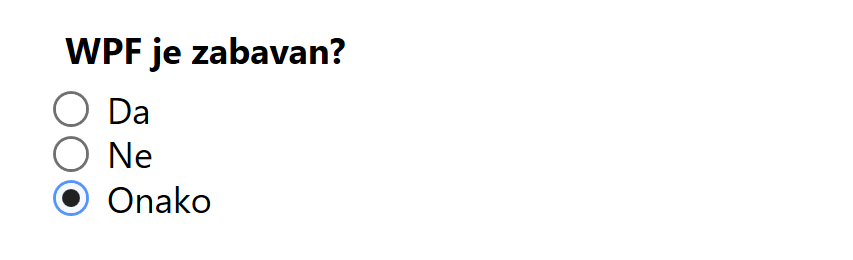 WPF je zabavan?
Da
Ne
Onako